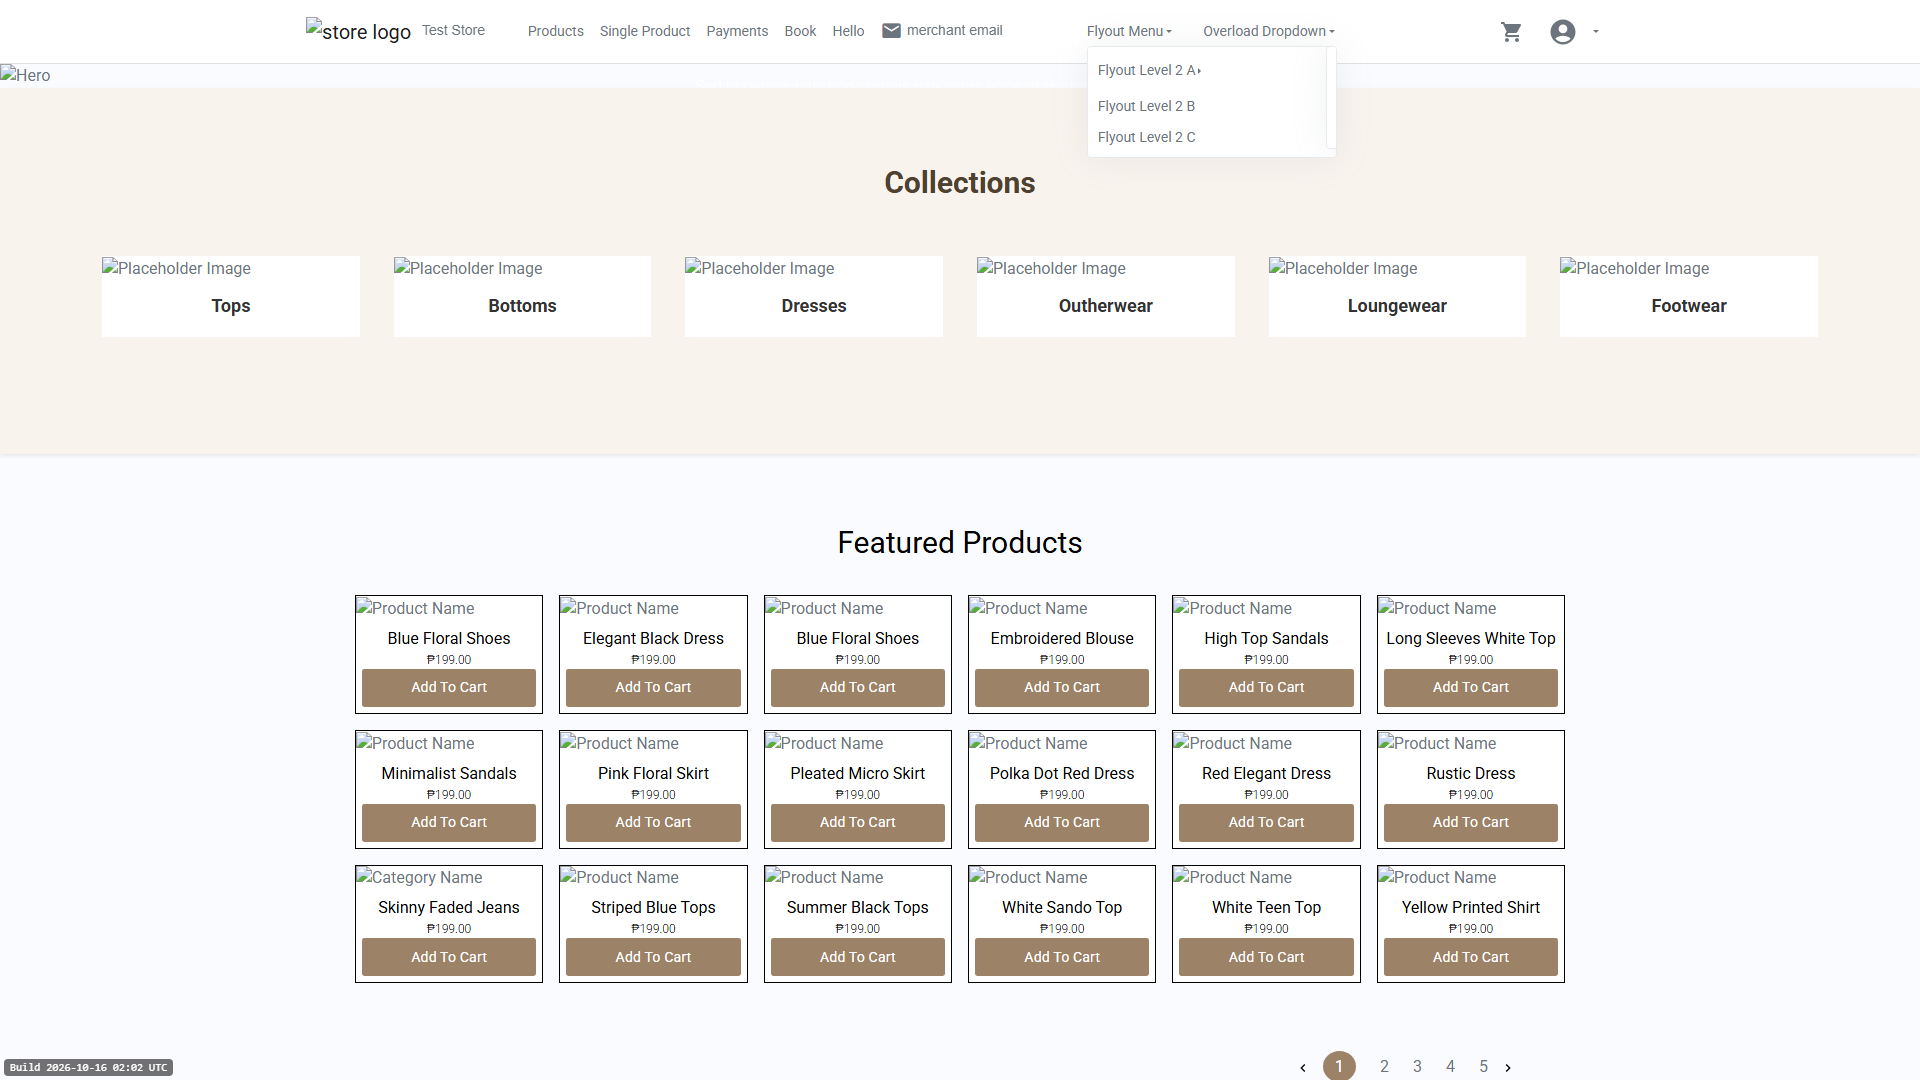 store logo Test Store Products Single Product Payments Book Hello merchant email Flyout Menu Overload Dropdown
Hero
Flyout Level 2 A
Flyout Level 2 B
Flyout Level 2 C
Collections
Placeholder Image Placeholder Image Placeholder Image Placeholder Image Placeholder Image Placeholder Image
Tops Bottoms Dresses Outherwear Loungewear Footwear
Featured Products
Product Name Product Name Product Name Product Name Product Name Product Name
Blue Floral Shoes Elegant Black Dress Blue Floral Shoes Embroidered Blouse High Top Sandals Long Sleeves White Top
₱199.00 ₱199.00 ₱199.00 ₱199.00 ₱199.00 ₱199.00
Add To Cart Add To Cart Add To Cart Add To Cart Add To Cart Add To Cart
Product Name Product Name Product Name Product Name Product Name Product Name
Minimalist Sandals Pink Floral Skirt Pleated Micro Skirt Polka Dot Red Dress Red Elegant Dress Rustic Dress
₱199.00 ₱199.00 ₱199.00 ₱199.00 ₱199.00 ₱199.00
Add To Cart Add To Cart Add To Cart Add To Cart Add To Cart Add To Cart
Category Name Product Name Product Name Product Name Product Name Product Name
Skinny Faded Jeans Striped Blue Tops Summer Black Tops White Sando Top White Teen Top Yellow Printed Shirt
₱199.00 ₱199.00 ₱199.00 ₱199.00 ₱199.00 ₱199.00
Add To Cart Add To Cart Add To Cart Add To Cart Add To Cart Add To Cart
‹ 1 2 3 4 5 ›
Build 2026-10-16 02:02 UTC